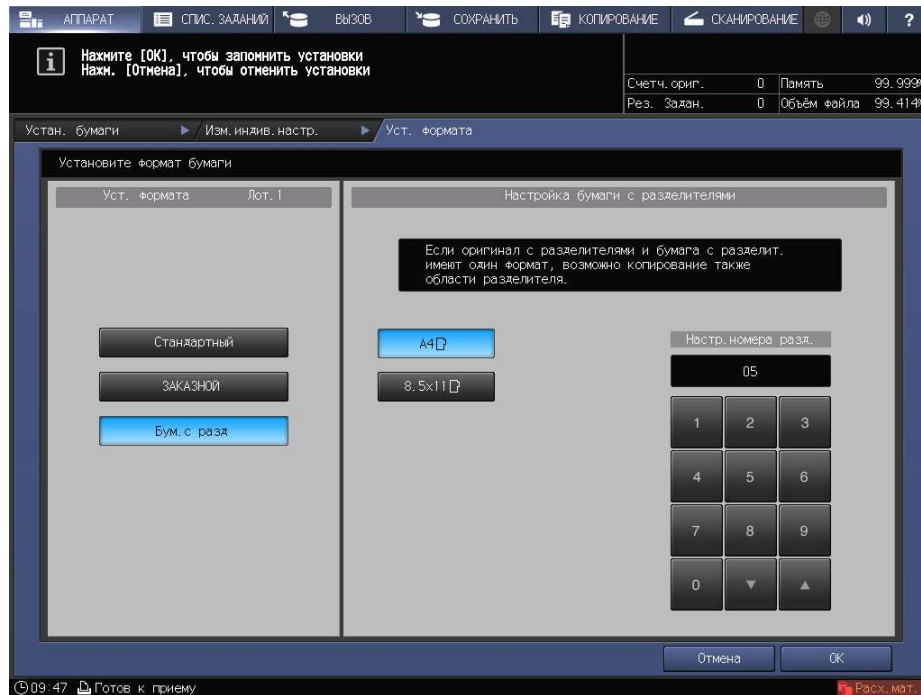 АППАРАТ СПИС. ЗАДАНИЙ ВЫЗОВ СОХРАНИТЬ КОПИРОВАНИЕ СКАНИРОВАНИЕ ?
Нажмите [OK], чтобы запомнить установки
Нажм. [Отмена], чтобы отменить установки
Счетч.ориг. 0 Память 99.999%
Рез. Задан. 0 Объём файла 99.414%
Устан. бумаги Изм.индив.настр. Уст. формата
Установите формат бумаги
Уст. формата Лот.1
Настройка бумаги с разделителями
Если оригинал с разделителями и бумага с разделит.
имеют один формат, возможно копирование также
области разделителя.
Стандартный
ЗАКАЗНОЙ
Бум.с разд
A4
8.5x11
Настр.номера разд.
05
1 2 3
4 5 6
7 8 9
0
Отмена OK
09:47 Готов к приему Расх.мат.